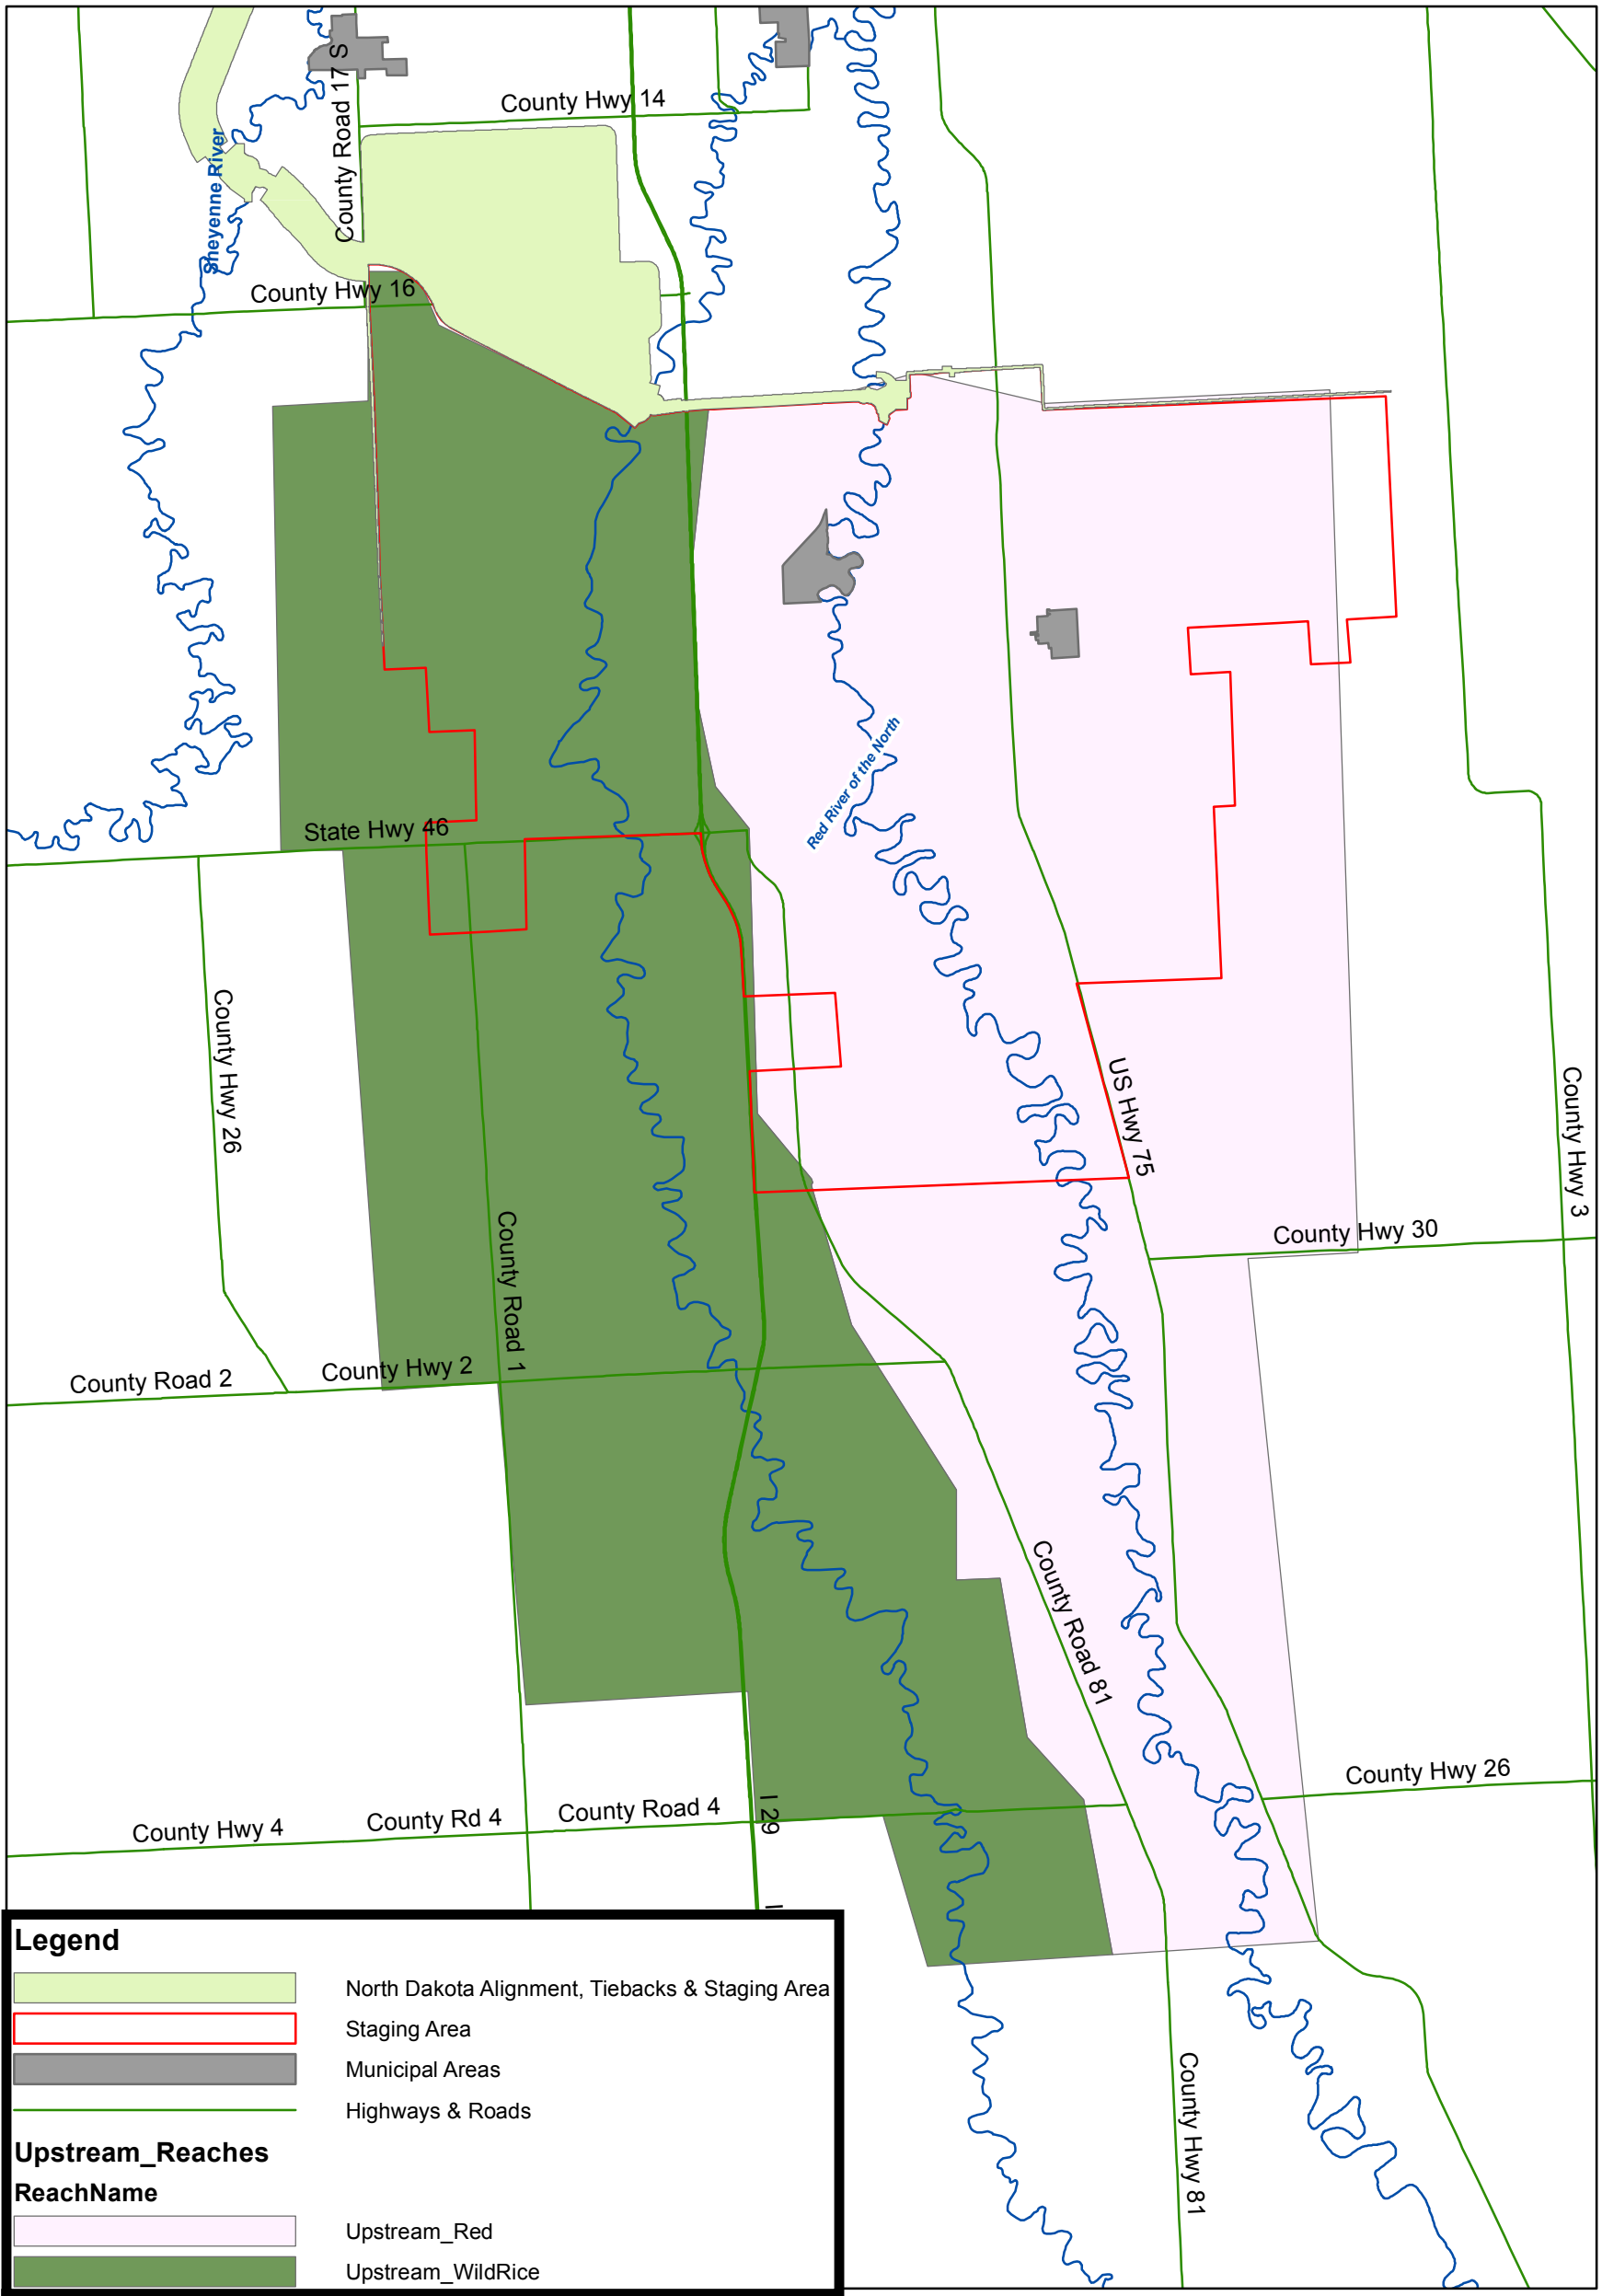 County Road 17 S
County Hwy 14
Sheyenne River
County Hwy 16
Red River of the North
State Hwy 46
County Hwy 26
US Hwy 75
County Hwy 3
County Road 1
County Hwy 30
County Road 2
County Hwy 2
County Road 81
County Hwy 26
County Hwy 4
County Rd 4
County Road 4
I 29
I
County Hwy 81
Legend
North Dakota Alignment, Tiebacks & Staging Area
Staging Area
Municipal Areas
Highways & Roads
Upstream_Reaches
ReachName
Upstream_Red
Upstream_WildRice